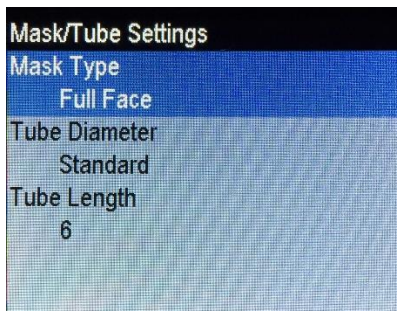 Mask/Tube Settings
Mask Type
Full Face
Tube Diameter
Standard
Tube Length
6